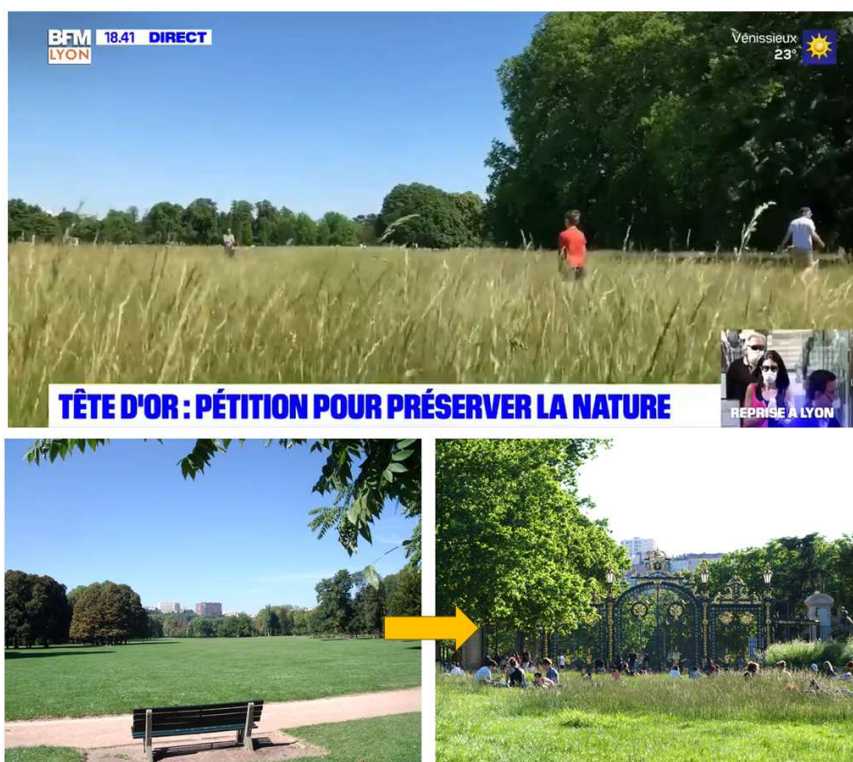 BFM
LYON
18.41 DIRECT
Vénissieux
23°
TÊTE D'OR : PÉTITION POUR PRÉSERVER LA NATURE
REPRISE À LYON